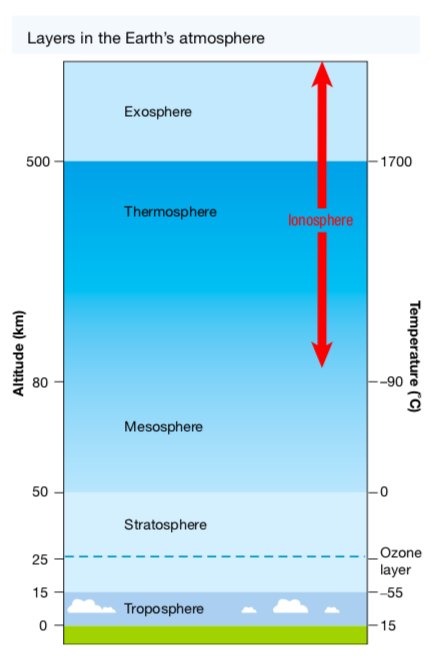 Layers in the Earth's atmosphere
Exosphere
500
1700
Thermosphere
Ionosphere
Altitude (km)
Temperature (˚C)
80
–90
Mesosphere
50
0
Stratosphere
25
Ozone
layer
15
–55
Troposphere
0
15